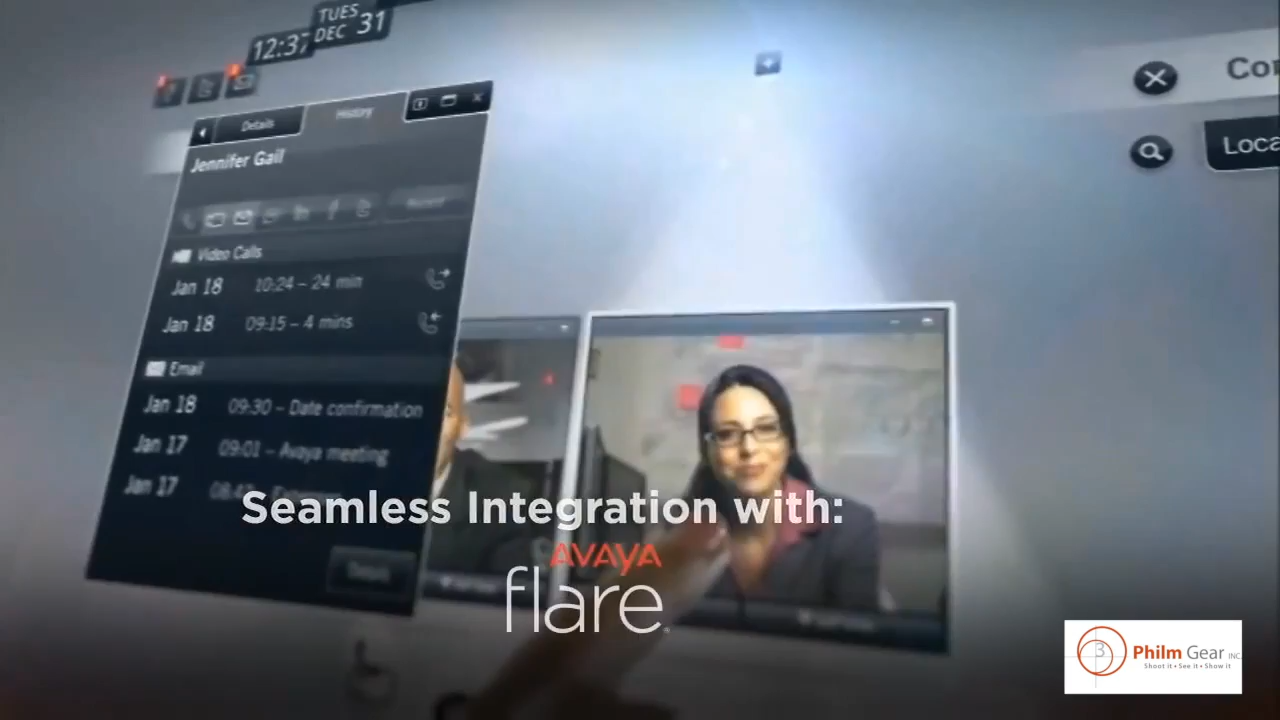 TUES
DEC 31
12:37
Details
History
Jennifer Gail
Video Calls
Jan 18 10:24 – 24 min
Jan 18 09:15 – 4 mins
Email
Jan 18 09:30 – Date confirmation
Jan 17 09:01 – Avaya meeting
Jan 17
Seamless Integration with:
AVAYA
flare
3
Philm Gear INC.
Shoot it • See it • Show it